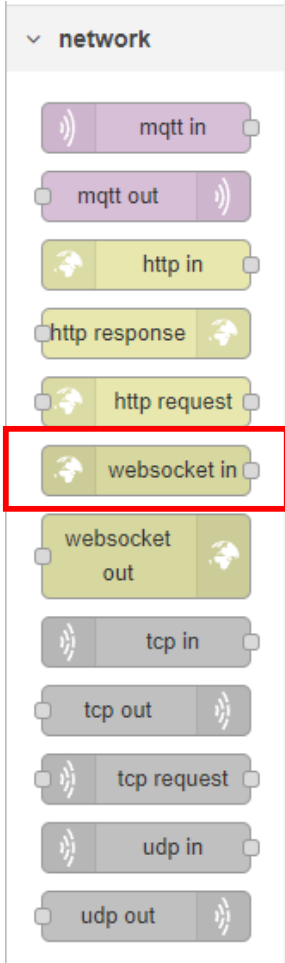 network
mqtt in
mqtt out
http in
http response
http request
websocket in
websocket
out
tcp in
tcp out
tcp request
udp in
udp out